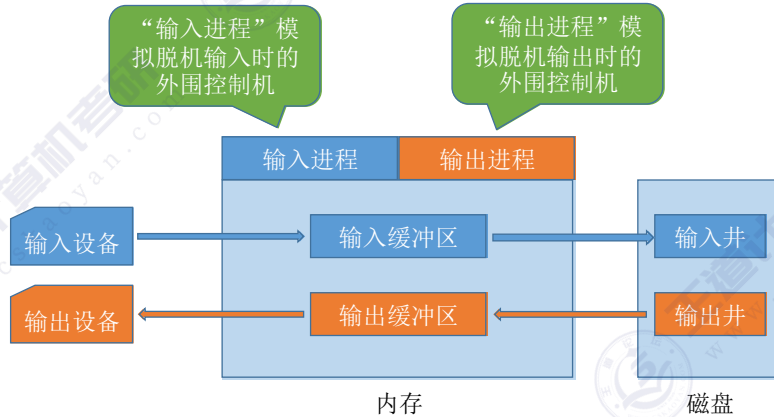 “输入进程”模
拟脱机输入时的
外围控制机
“输出进程”模
拟脱机输出时的
外围控制机
输入进程
输出进程
输入设备
输入缓冲区
输入井
输出设备
输出缓冲区
输出井
内存
磁盘